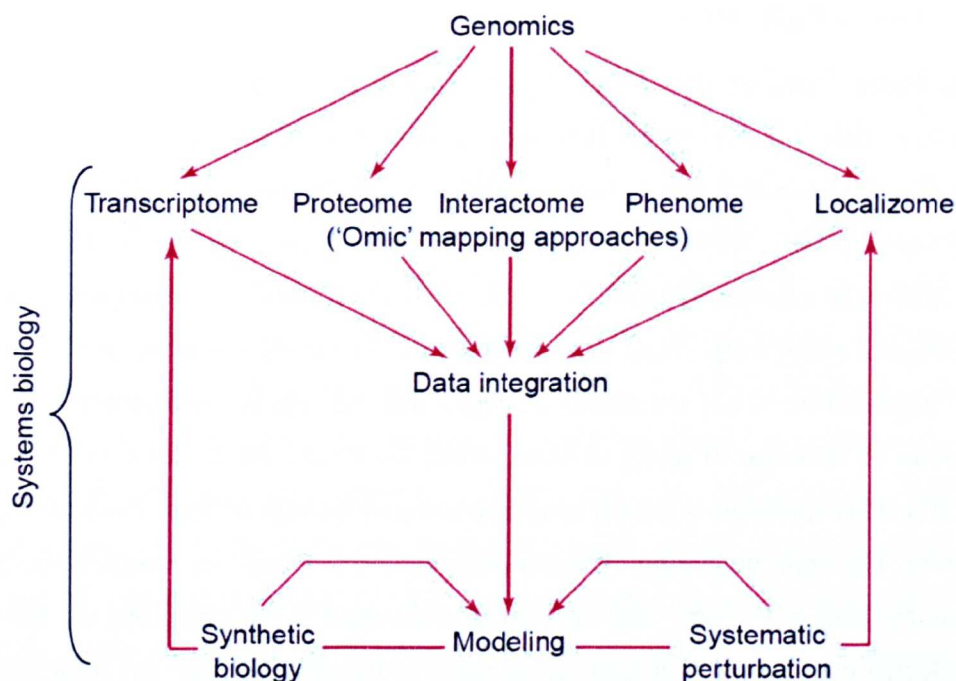 Genomics
Transcriptome Proteome Interactome Phenome Localizome
('Omic' mapping approaches)
Data integration
Systems biology
Synthetic biology
Modeling
Systematic perturbation